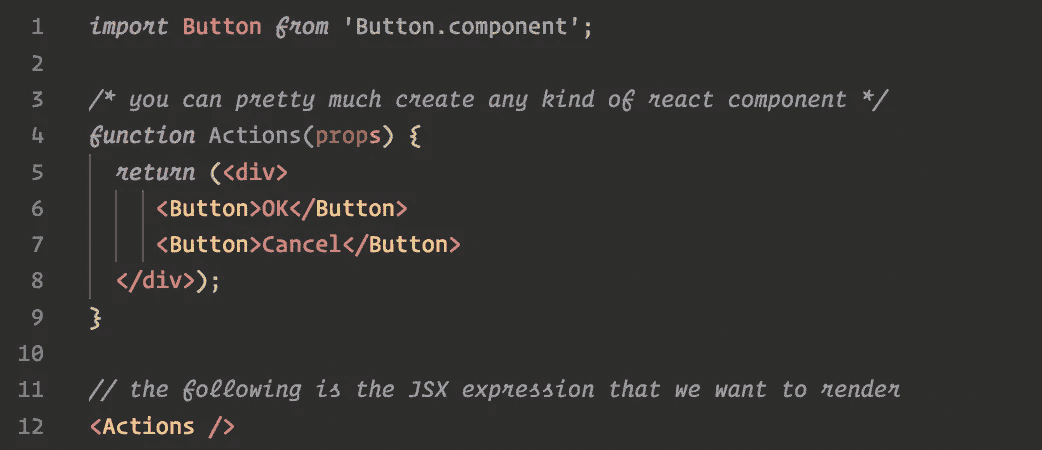 1 import Button from 'Button.component';
2
3 /* you can pretty much create any kind of react component */
4 function Actions(props) {
5 return (<div>
6 <Button>OK</Button>
7 <Button>Cancel</Button>
8 </div>);
9 }
10
11 // the following is the JSX expression that we want to render
12 <Actions />